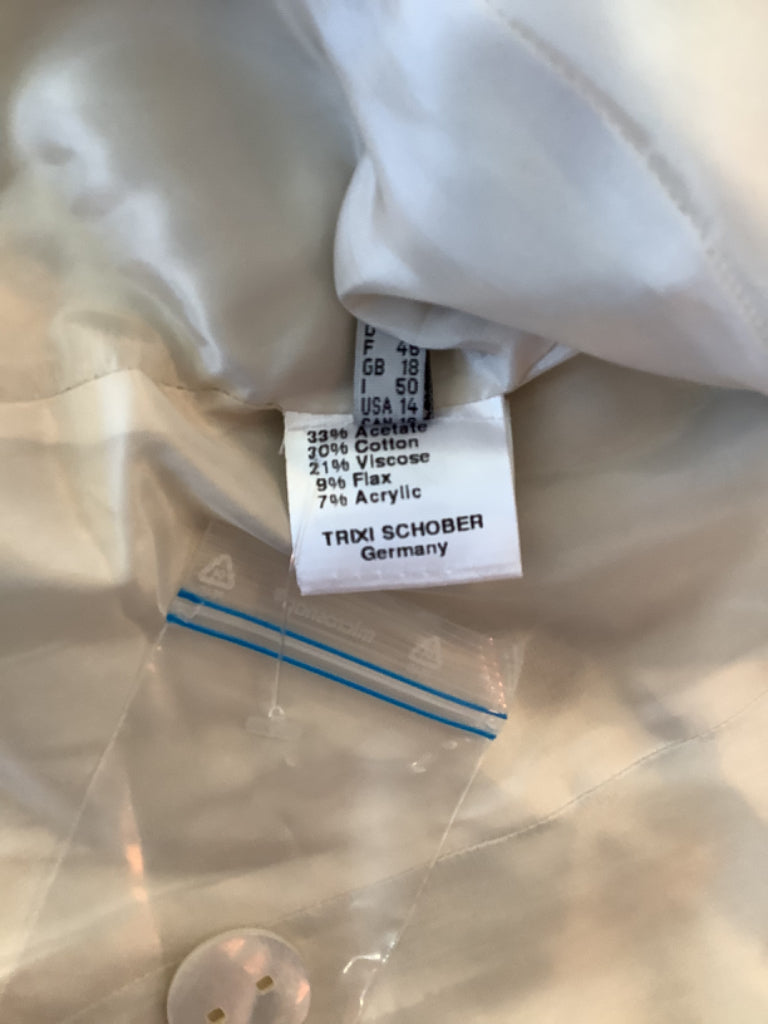 F 46
GB 18
I 50
USA 14
33% Acetate
30% Cotton
21% Viscose
9% Flax
7% Acrylic
TRIXI SCHOBER
Germany